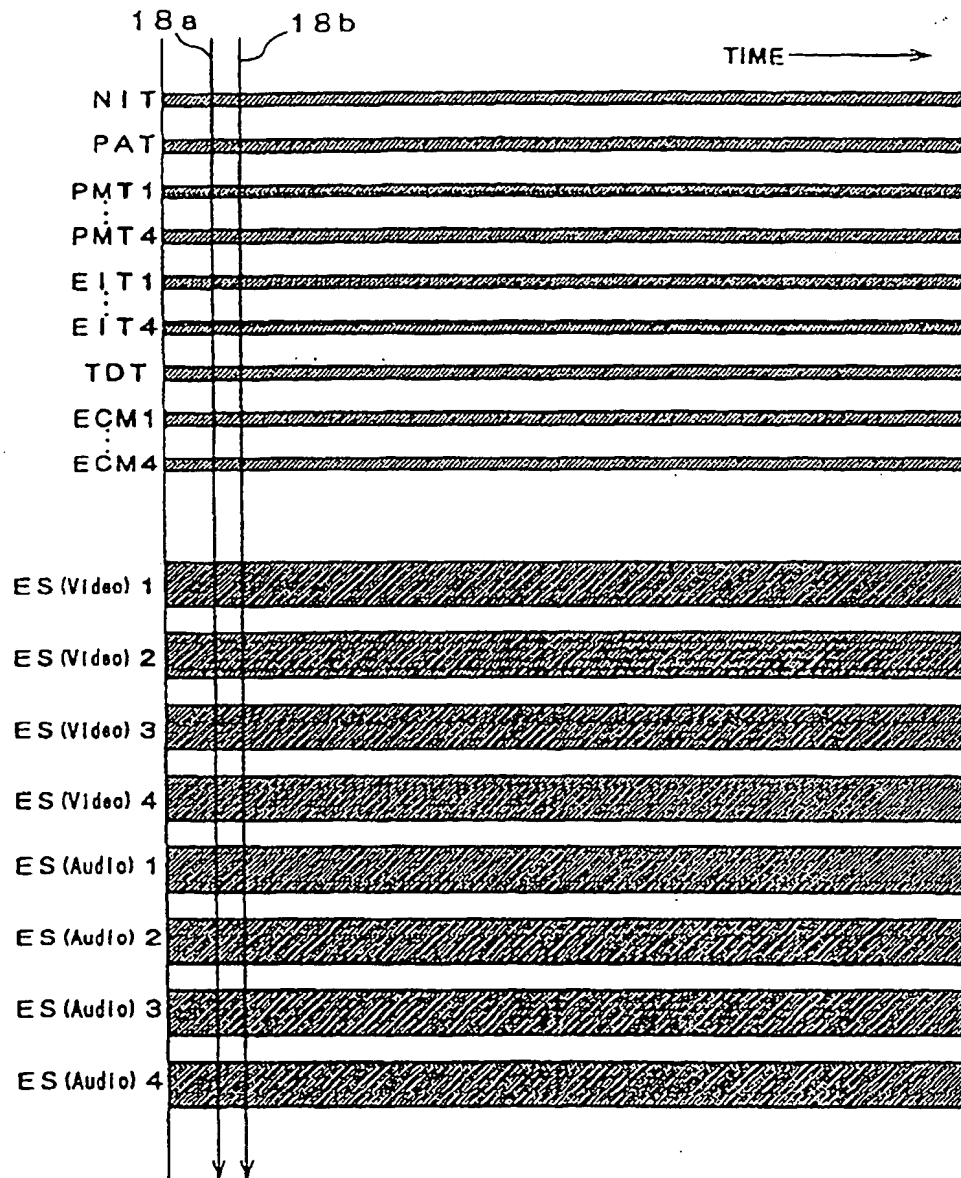 18a 18b
TIME
NIT
PAT
PMT1
PMT4
EIT1
EIT4
TDT
ECM1
ECM4
ES(Video) 1
ES(Video) 2
ES(Video) 3
ES(Video) 4
ES(Audio) 1
ES(Audio) 2
ES(Audio) 3
ES(Audio) 4